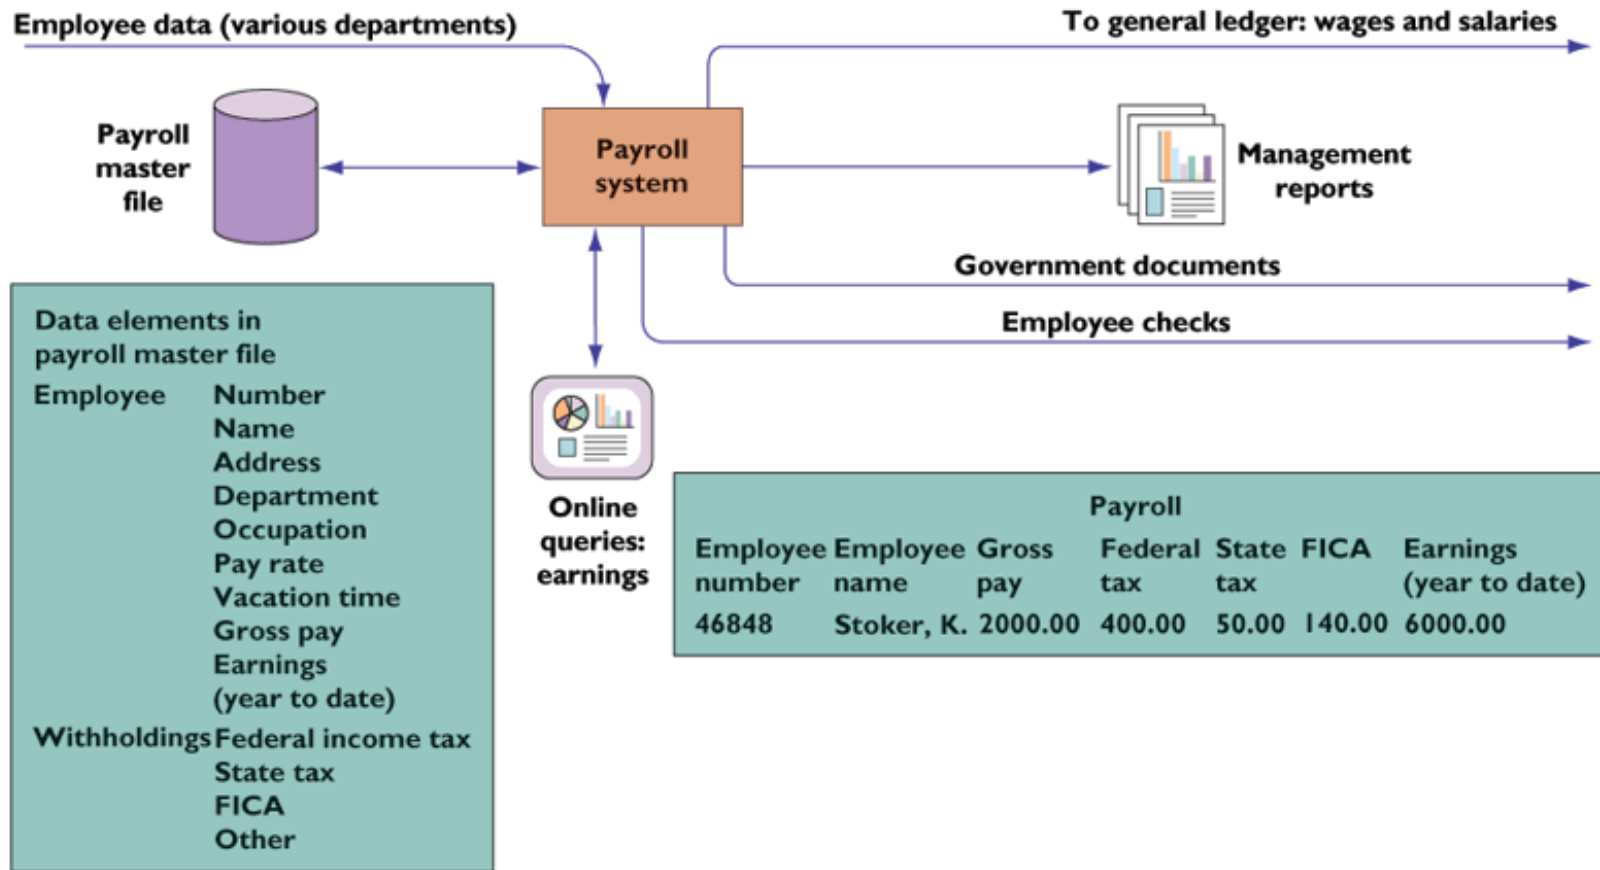 Employee data (various departments)
To general ledger: wages and salaries
Payroll
master
file
Payroll
system
Management
reports
Government documents
Employee checks
Data elements in
payroll master file
Employee Number
Name
Address
Department
Occupation
Pay rate
Vacation time
Gross pay
Earnings
(year to date)
Withholdings Federal income tax
State tax
FICA
Other
Online
queries:
earnings
Payroll
Employee Employee Gross Federal State FICA Earnings
number name pay tax tax (year to date)
46848 Stoker, K. 2000.00 400.00 50.00 140.00 6000.00